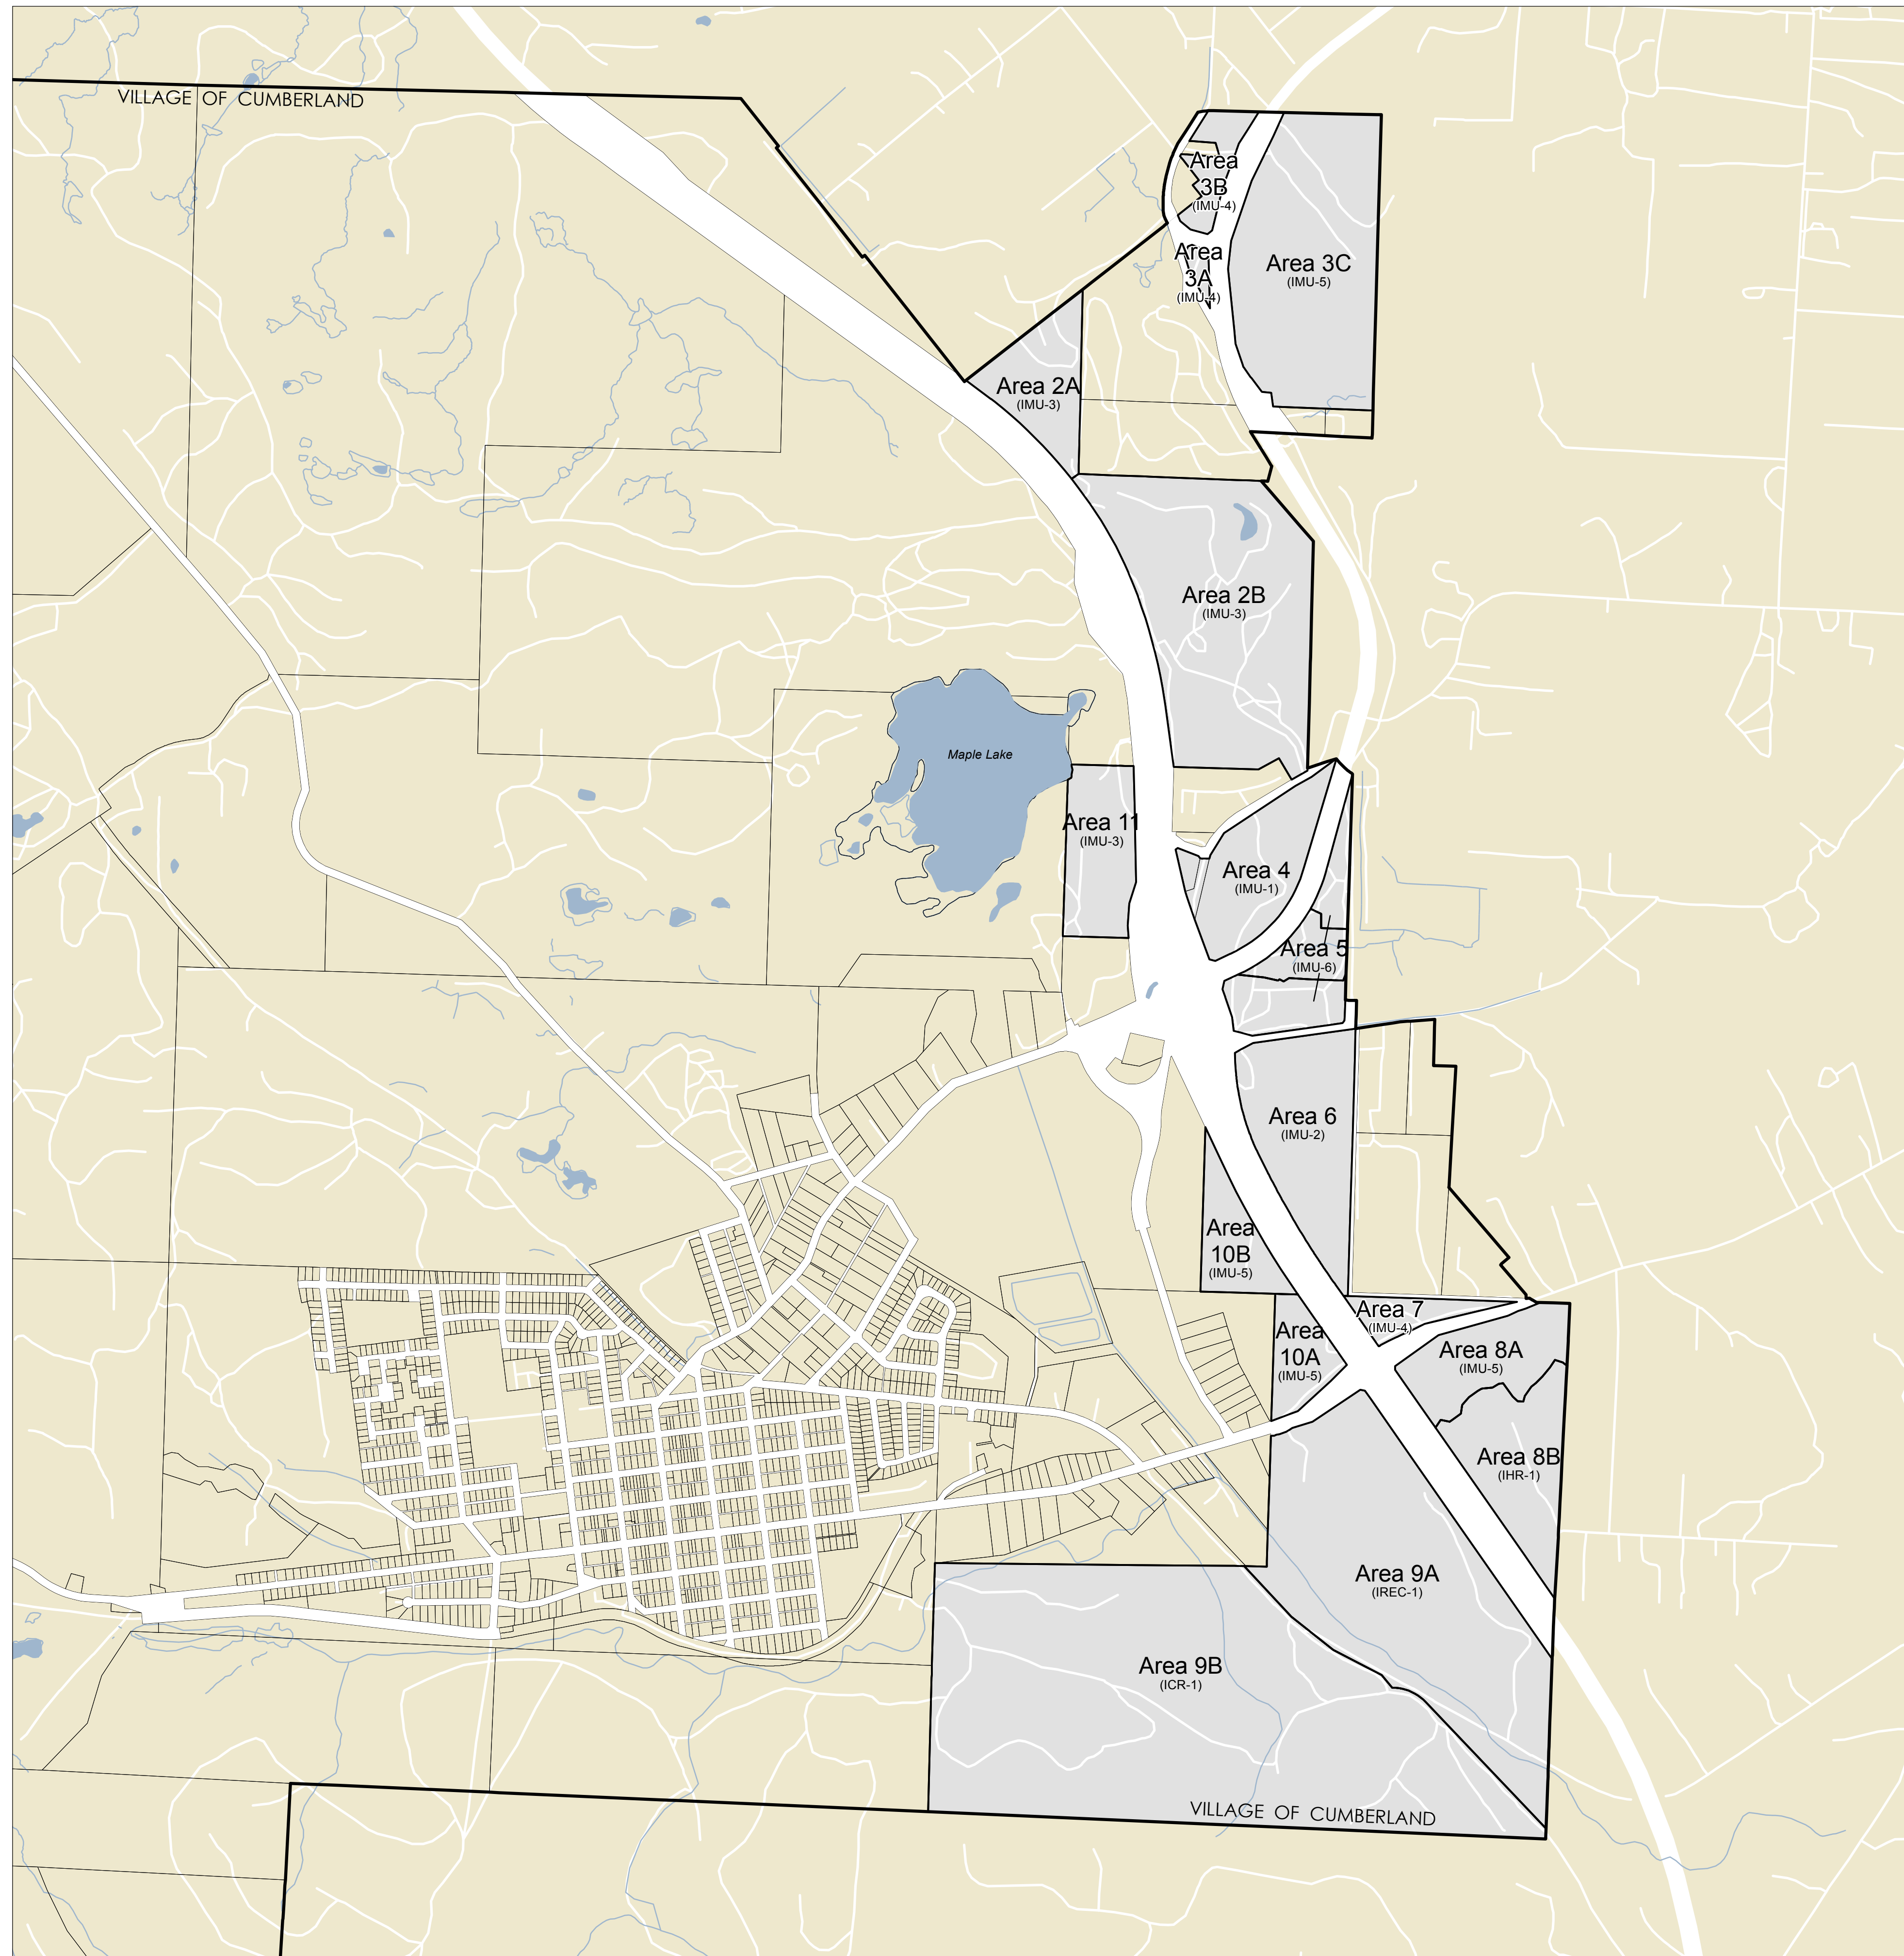 VILLAGE OF CUMBERLAND
Area
3B
(IMU-4)
Area
3A
(IMU-4)
Area 3C
(IMU-5)
Area 2A
(IMU-3)
Area 2B
(IMU-3)
Maple Lake
Area 11
(IMU-3)
Area 4
(IMU-1)
Area 5
(IMU-6)
Area 6
(IMU-2)
Area
10B
(IMU-5)
Area 7
(IMU-4)
Area
10A
(IMU-5)
Area 8A
(IMU-5)
Area 8B
(IHR-1)
Area 9A
(IREC-1)
Area 9B
(ICR-1)
VILLAGE OF CUMBERLAND